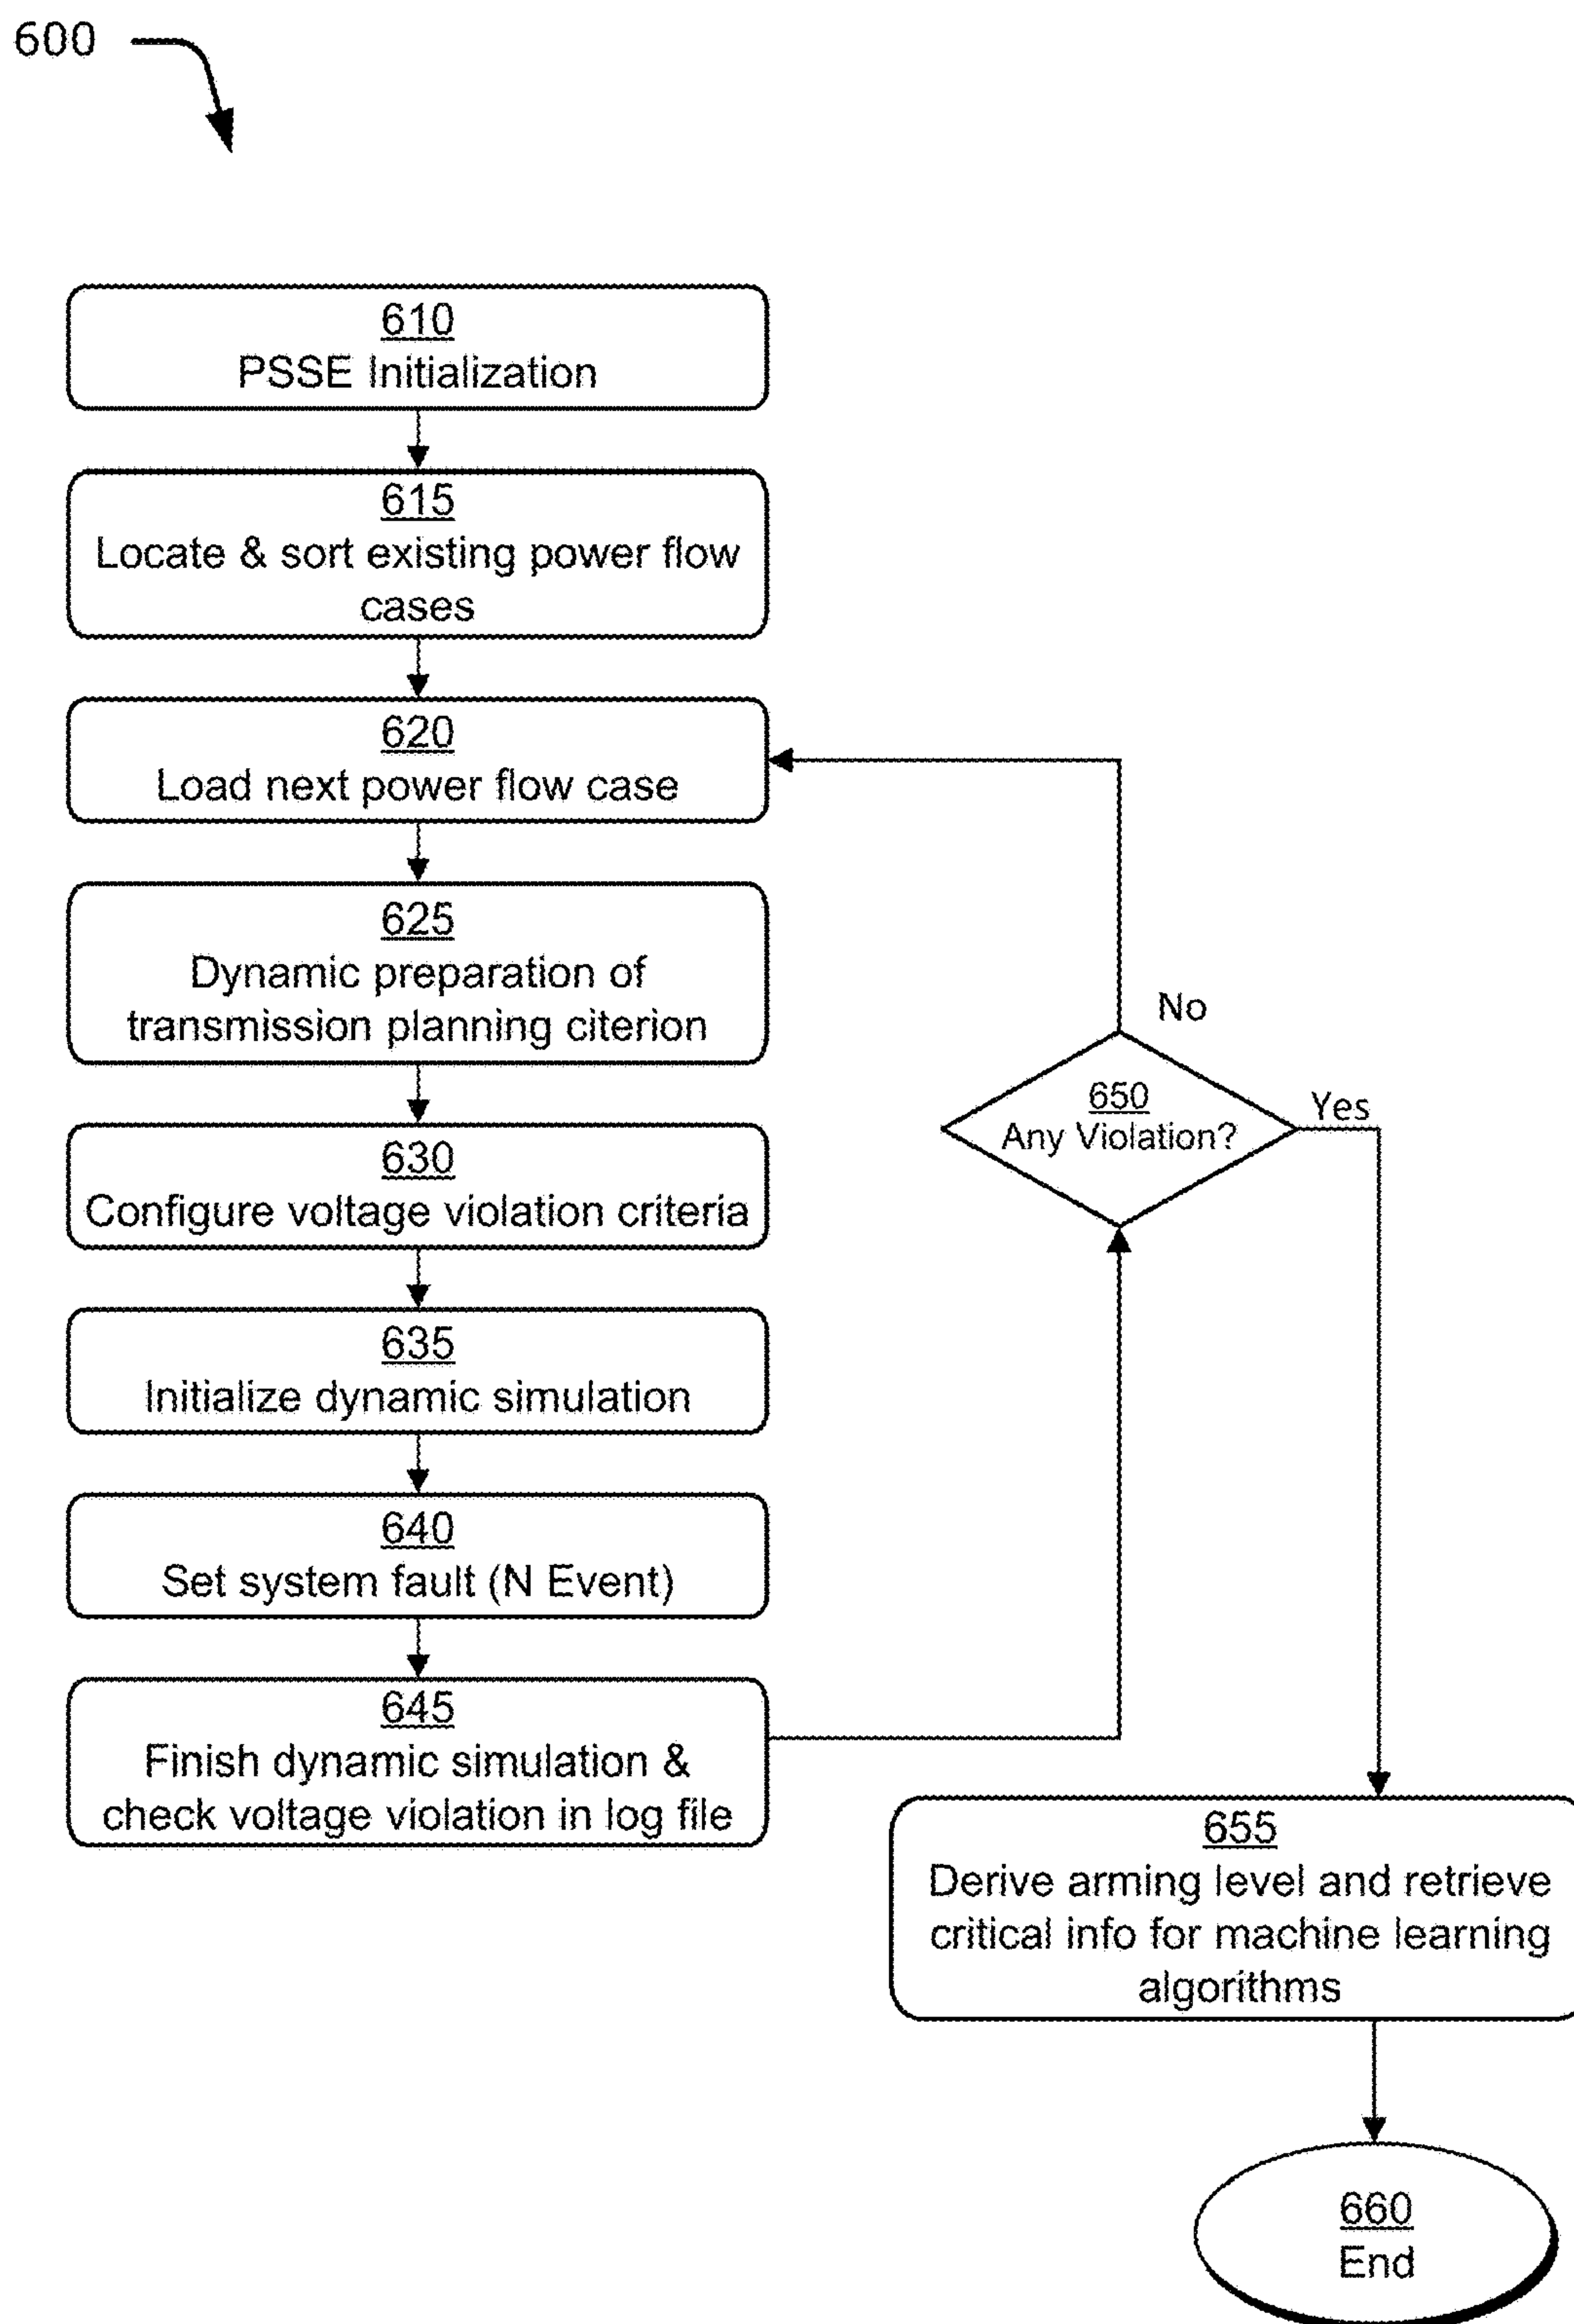 600
610
PSSE Initialization
615
Locate & sort existing power flow
cases
620
Load next power flow case
625
Dynamic preparation of
transmission planning citerion
630
Configure voltage violation criteria
635
Initialize dynamic simulation
640
Set system fault (N Event)
645
Finish dynamic simulation &
check voltage violation in log file
No
650
Any Violation?
Yes
655
Derive arming level and retrieve
critical info for machine learning
algorithms
660
End